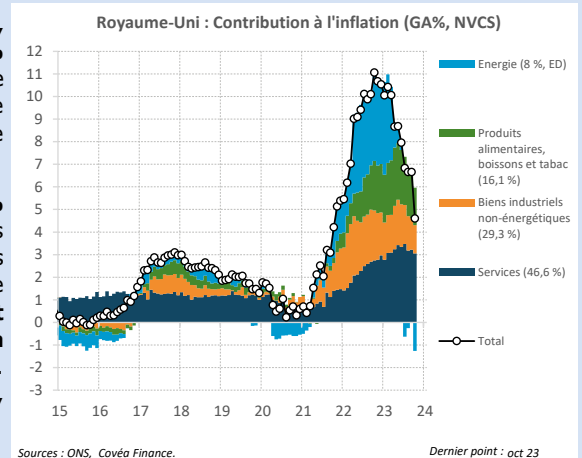 Royaume-Uni : Contribution à l'inflation (GA%, NVCS)
12
11
10
9
8
7
6
5
4
3
2
1
0
-1
-2
-3
15 16 17 18 19 20 21 22 23 24
Energie (8 %, ED)
Produits
alimentaires,
boissons et tabac
(16,1 %)
Biens industriels
non-énergétiques
(29,3 %)
Services (46,6 %)
Total
Sources : ONS, Covéa Finance.
Dernier point : oct 23